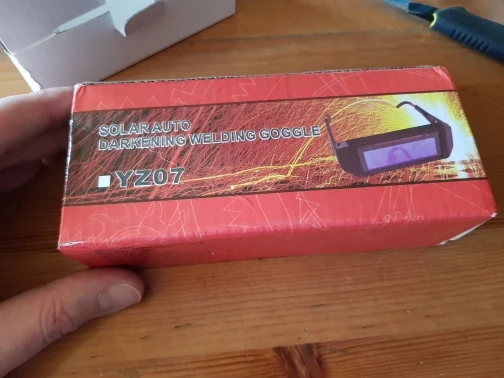 SOLAR AUTO
DARKENING WELDING GOGGLE
YZ07